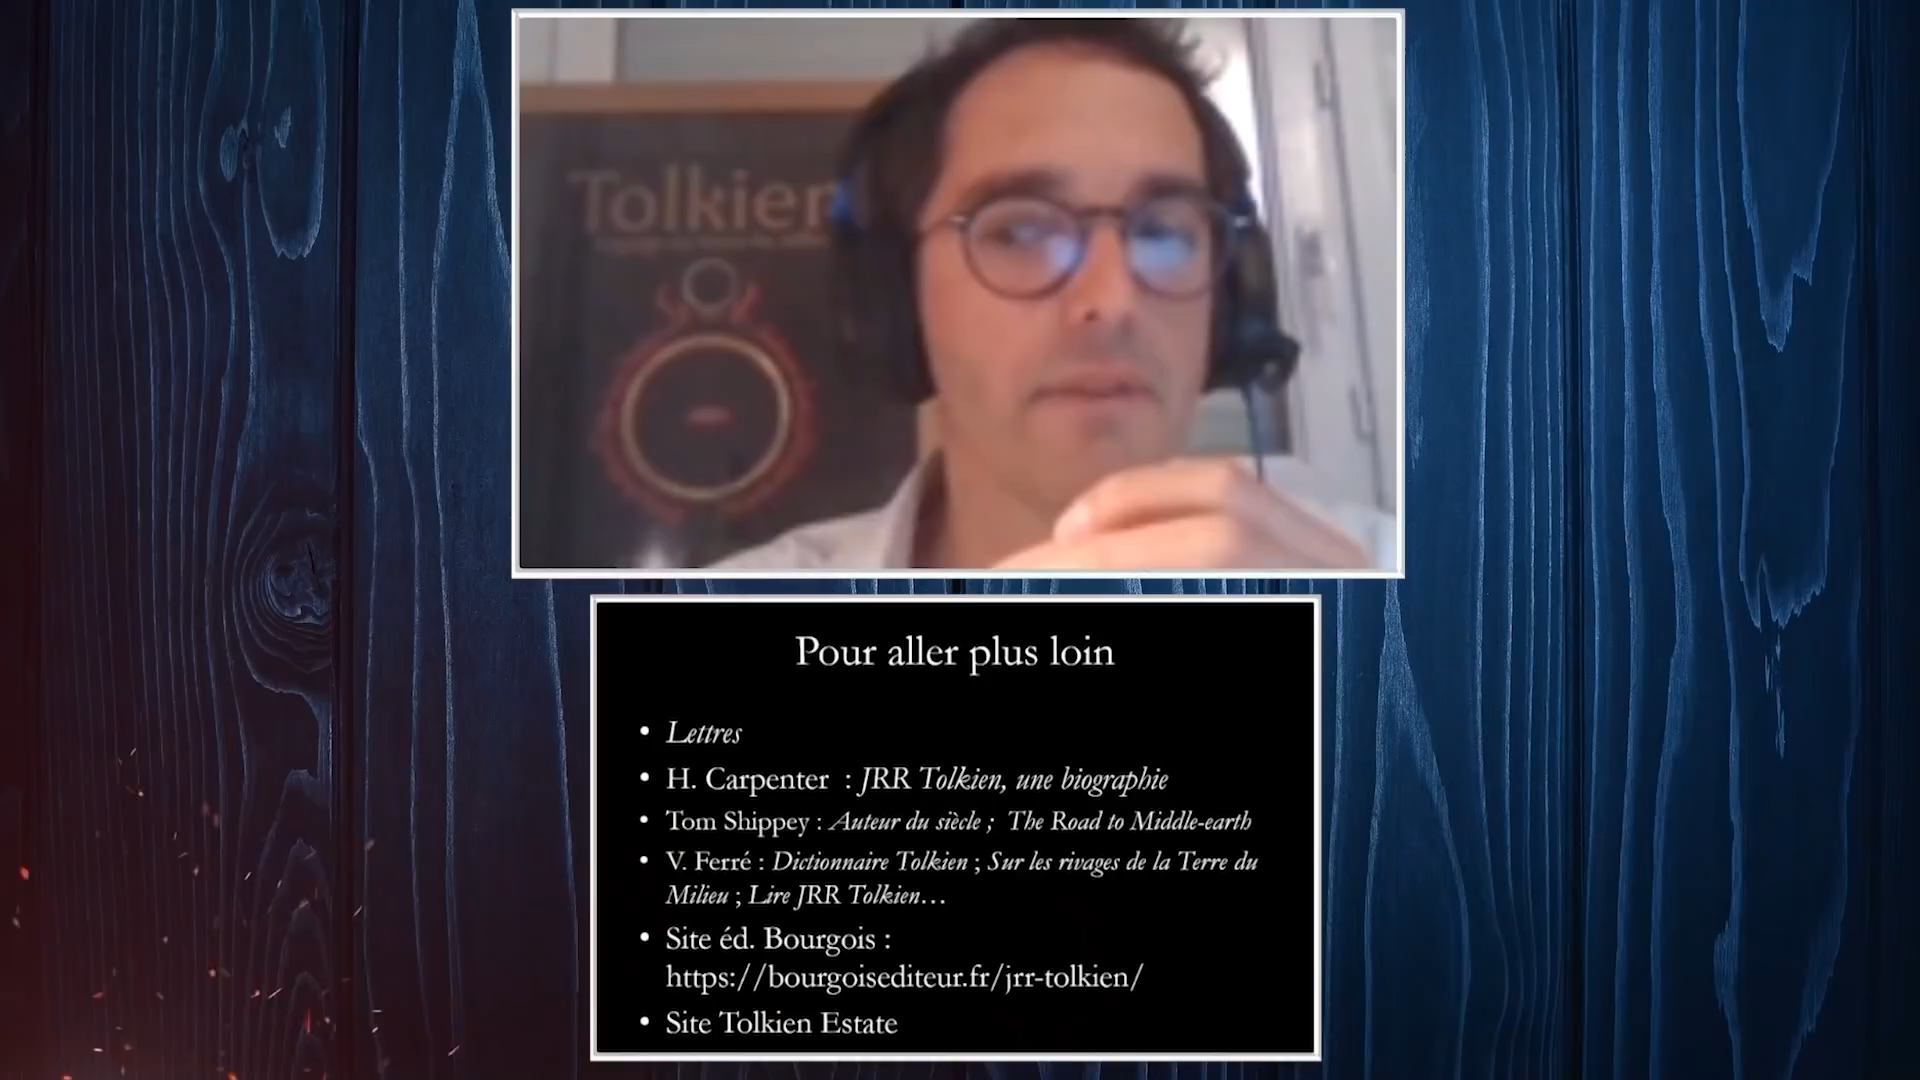 Tolkien
Pour aller plus loin
• Lettres
• H. Carpenter : JRR Tolkien, une biographie
• Tom Shippey : Auteur du siècle ; The Road to Middle-earth
• V. Ferré : Dictionnaire Tolkien ; Sur les rivages de la Terre du
Milieu ; Lire JRR Tolkien…
• Site éd. Bourgois :
https://bourgoisediteur.fr/jrr-tolkien/
• Site Tolkien Estate